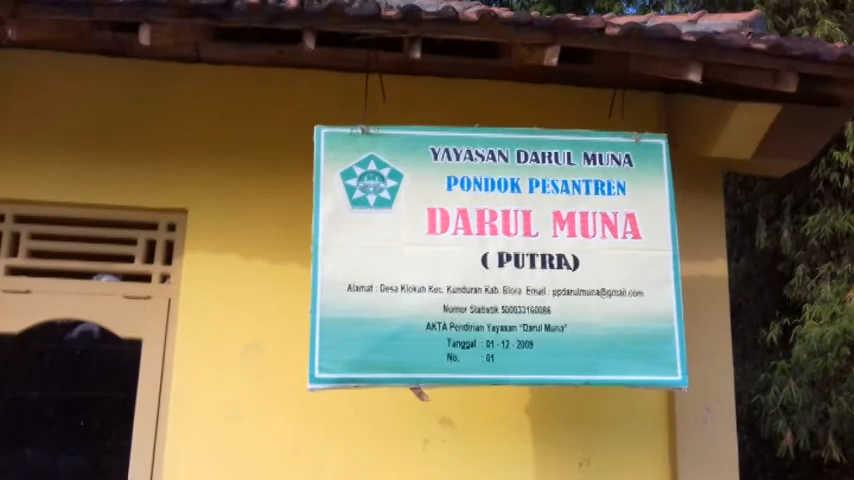 YAYASAN DARUL MUNA
PONDOK PESANTREN
DARUL MUNA
( PUTRA)
Alamat : Desa Klokah Kec. Kunduran Kab. Blora Email : ppdarulmuna@gmail.com
Nomor Statistik 500033160086
AKTA Pendirian Yayasan "Darul Muna"
Tanggal : 01 - 12 - 2009
No. : 01